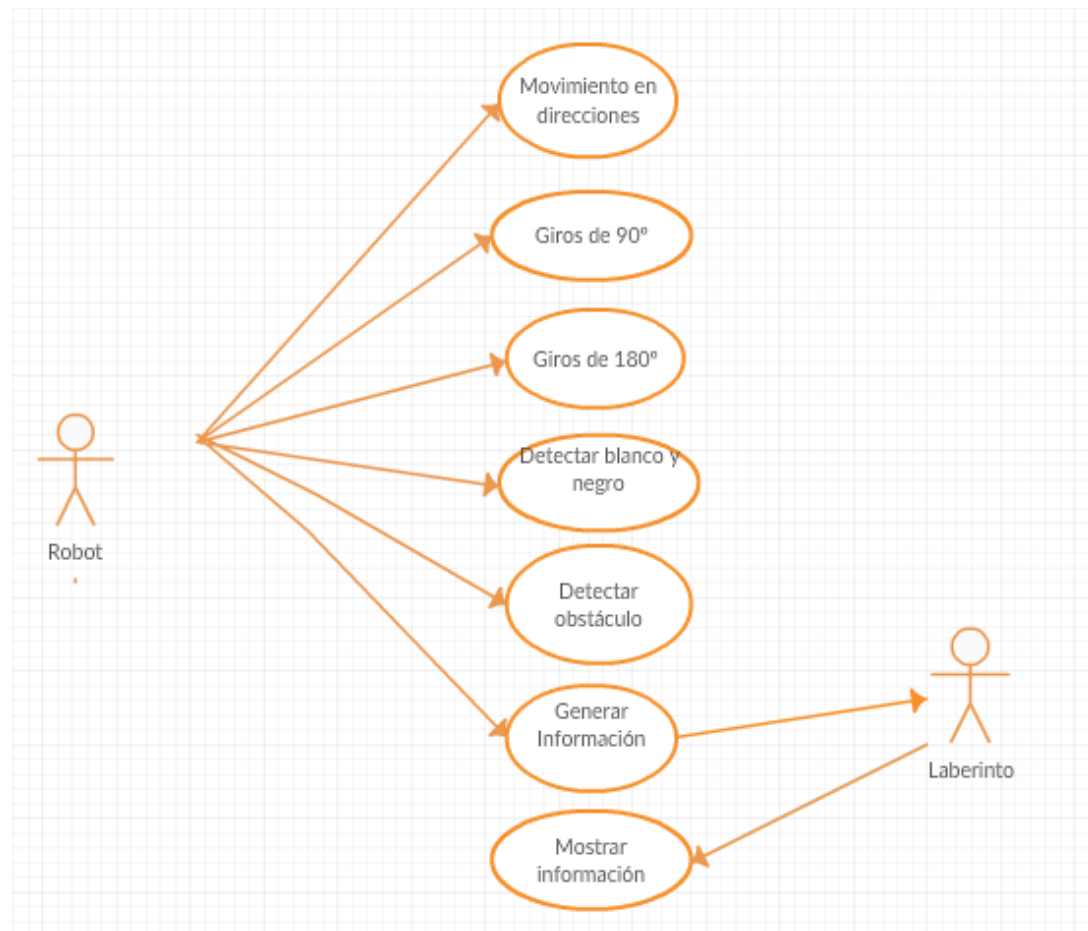 Movimiento en
direcciones
Giros de 90º
Giros de 180º
Detectar blanco y
negro
Robot
Detectar
obstáculo
Generar
Información
Laberinto
Mostrar
información